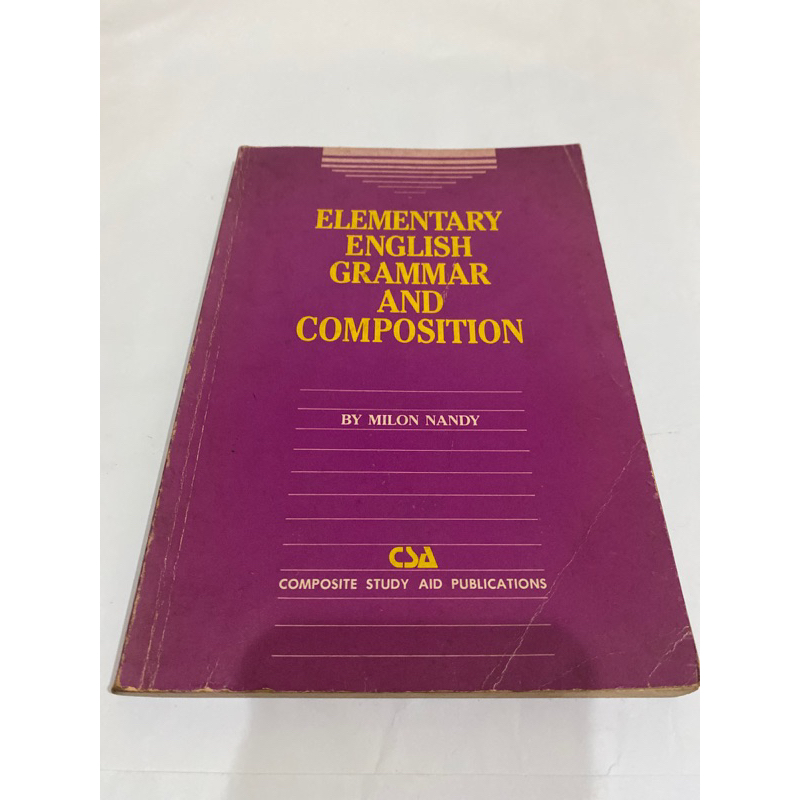 ELEMENTARY
ENGLISH
GRAMMAR
AND
COMPOSITION
BY MILON NANDY
CSA
COMPOSITE STUDY AID PUBLICATIONS